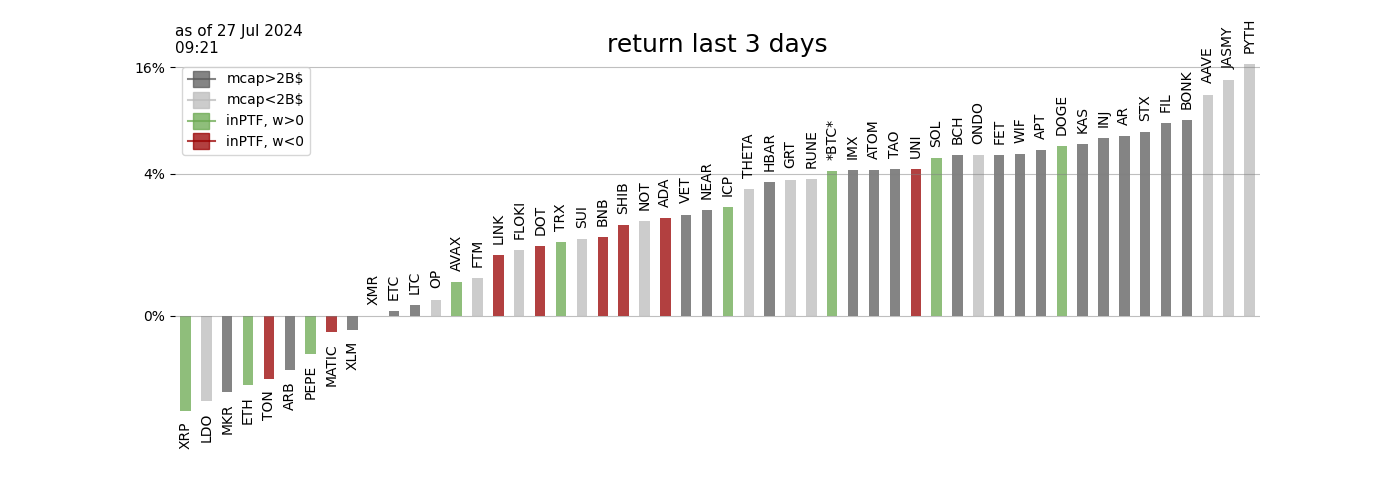 as of 27 Jul 2024
09:21
return last 3 days
16%
4%
0%
mcap>2B$
mcap<2B$
inPTF, w>0
inPTF, w<0
XRP
LDO
MKR
ETH
TON
ARB
PEPE
MATIC
XLM
XMR
ETC
LTC
OP
AVAX
FTM
LINK
FLOKI
DOT
TRX
SUI
BNB
SHIB
NOT
ADA
VET
NEAR
ICP
THETA
HBAR
GRT
RUNE
*BTC*
IMX
ATOM
TAO
UNI
SOL
BCH
ONDO
FET
WIF
APT
DOGE
KAS
INJ
AR
STX
FIL
BONK
AAVE
JASMY
PYTH